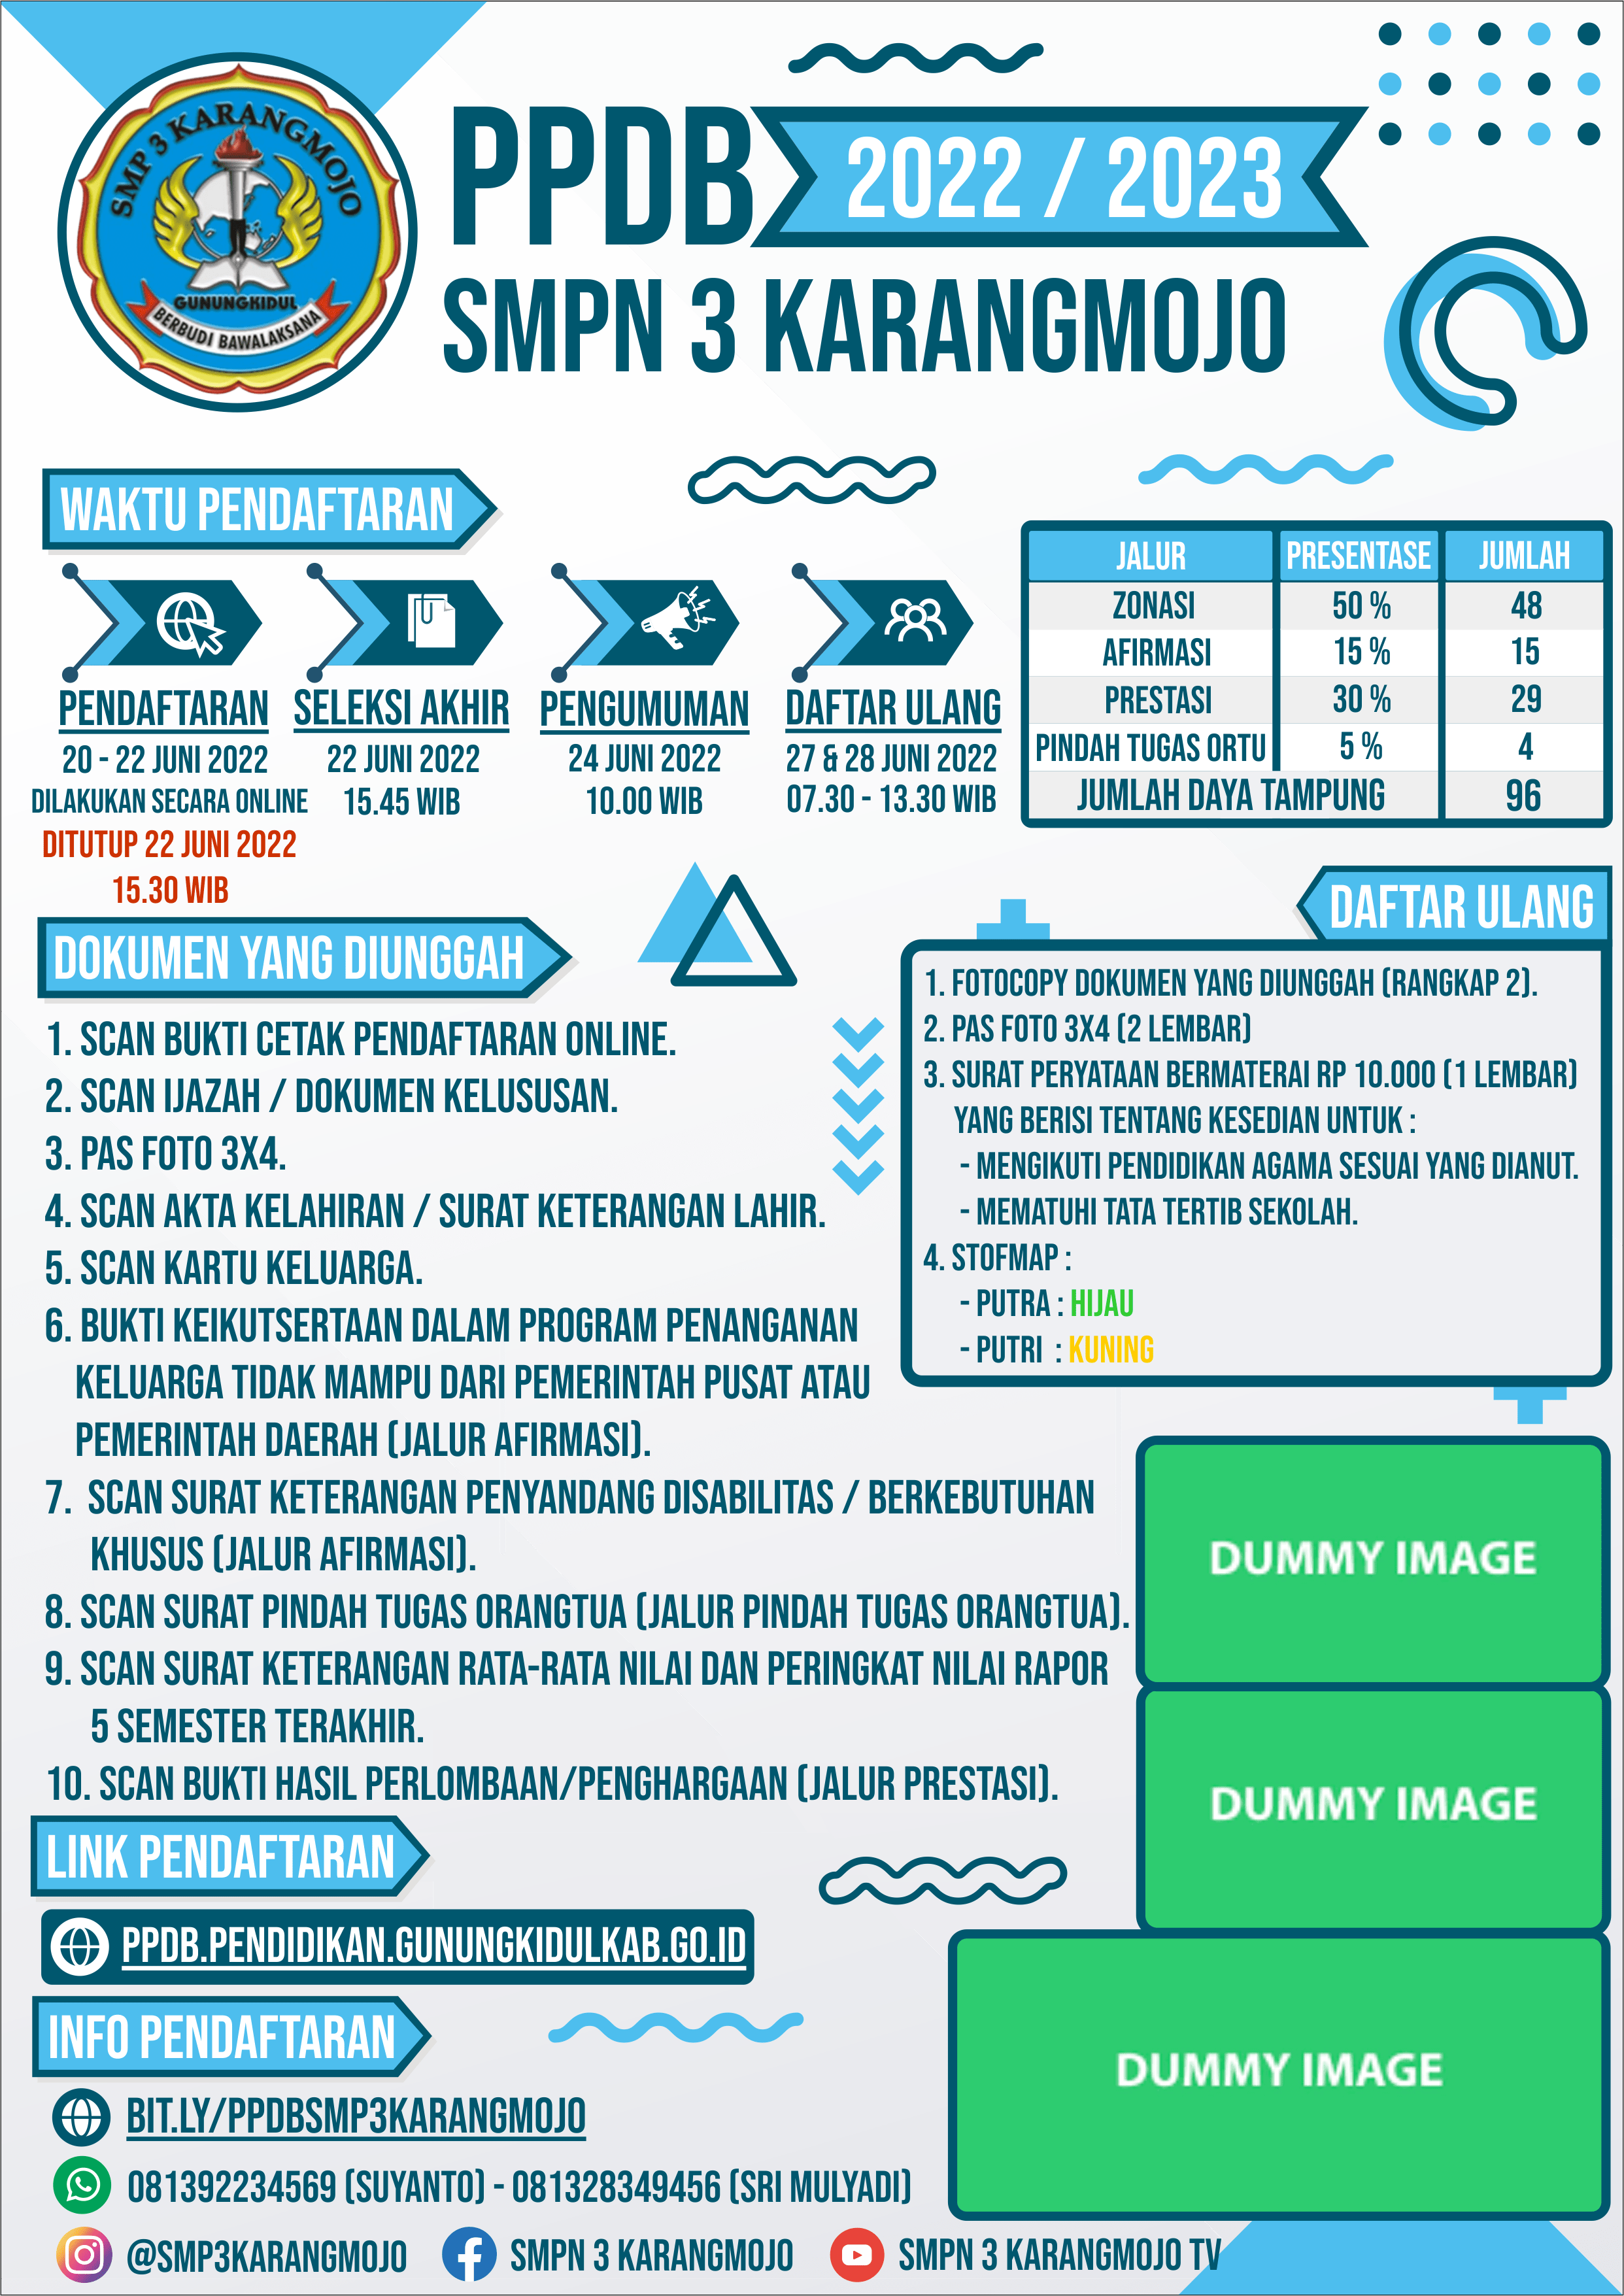 SMP 3 KARANGMOJO
GUNUNGKIDUL
BERBUDI BAWALAKSANA
PPDB
2022 / 2023
SMPN 3 KARANGMOJO
WAKTU PENDAFTARAN
PENDAFTARAN
20 - 22 JUNI 2022
DILAKUKAN SECARA ONLINE
DITUTUP 22 JUNI 2022
15.30 WIB
SELEKSI AKHIR
22 JUNI 2022
15.45 WIB
PENGUMUMAN
24 JUNI 2022
10.00 WIB
DAFTAR ULANG
27 & 28 JUNI 2022
07.30 - 13.30 WIB
JALUR PRESENTASE JUMLAH
ZONASI 50 % 48
AFIRMASI 15 % 15
PRESTASI 30 % 29
PINDAH TUGAS ORTU 5 % 4
JUMLAH DAYA TAMPUNG 96
DOKUMEN YANG DIUNGGAH
1. SCAN BUKTI CETAK PENDAFTARAN ONLINE.
2. SCAN IJAZAH / DOKUMEN KELUSUSAN.
3. PAS FOTO 3X4.
4. SCAN AKTA KELAHIRAN / SURAT KETERANGAN LAHIR.
5. SCAN KARTU KELUARGA.
6. BUKTI KEIKUTSERTAAN DALAM PROGRAM PENANGANAN
KELUARGA TIDAK MAMPU DARI PEMERINTAH PUSAT ATAU
PEMERINTAH DAERAH (JALUR AFIRMASI).
7. SCAN SURAT KETERANGAN PENYANDANG DISABILITAS / BERKEBUTUHAN
KHUSUS (JALUR AFIRMASI).
8. SCAN SURAT PINDAH TUGAS ORANGTUA (JALUR PINDAH TUGAS ORANGTUA).
9. SCAN SURAT KETERANGAN RATA-RATA NILAI DAN PERINGKAT NILAI RAPOR
5 SEMESTER TERAKHIR.
10. SCAN BUKTI HASIL PERLOMBAAN/PENGHARGAAN (JALUR PRESTASI).
DAFTAR ULANG
1. FOTOCOPY DOKUMEN YANG DIUNGGAH (RANGKAP 2).
2. PAS FOTO 3X4 (2 LEMBAR)
3. SURAT PERYATAAN BERMATERAI RP 10.000 (1 LEMBAR)
YANG BERISI TENTANG KESEDIAN UNTUK :
- MENGIKUTI PENDIDIKAN AGAMA SESUAI YANG DIANUT.
- MEMATUHI TATA TERTIB SEKOLAH.
4. STOFMAP :
- PUTRA : HIJAU
- PUTRI : KUNING
DUMMY IMAGE
DUMMY IMAGE
DUMMY IMAGE
LINK PENDAFTARAN
PPDB.PENDIDIKAN.GUNUNGKIDULKAB.GO.ID
INFO PENDAFTARAN
BIT.LY/PPDBSMP3KARANGMOJO
081392234569 (SUYANTO) - 081328349456 (SRI MULYADI)
@SMP3KARANGMOJO SMPN 3 KARANGMOJO SMPN 3 KARANGMOJO TV